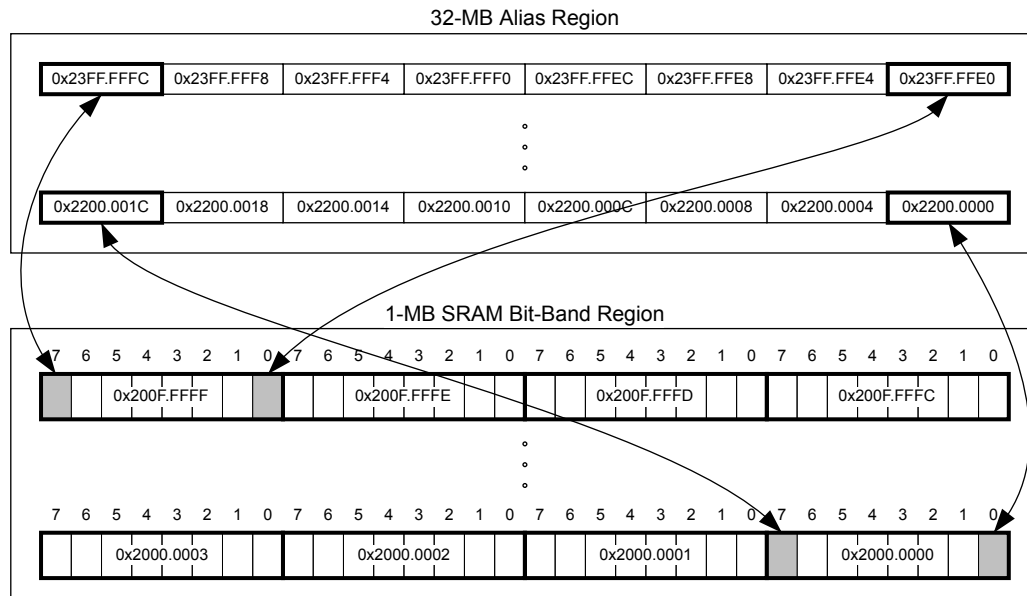 32-MB Alias Region
0x23FF.FFFC 0x23FF.FFF8 0x23FF.FFF4 0x23FF.FFF0 0x23FF.FFEC 0x23FF.FFE8 0x23FF.FFE4 0x23FF.FFE0
0x2200.001C 0x2200.0018 0x2200.0014 0x2200.0010 0x2200.000C 0x2200.0008 0x2200.0004 0x2200.0000
1-MB SRAM Bit-Band Region
7 6 5 4 3 2 1 0 7 6 5 4 3 2 1 0 7 6 5 4 3 2 1 0 7 6 5 4 3 2 1 0
0x200F.FFFF 0x200F.FFFE 0x200F.FFFD 0x200F.FFFC
7 6 5 4 3 2 1 0 7 6 5 4 3 2 1 0 7 6 5 4 3 2 1 0 7 6 5 4 3 2 1 0
0x2000.0003 0x2000.0002 0x2000.0001 0x2000.0000